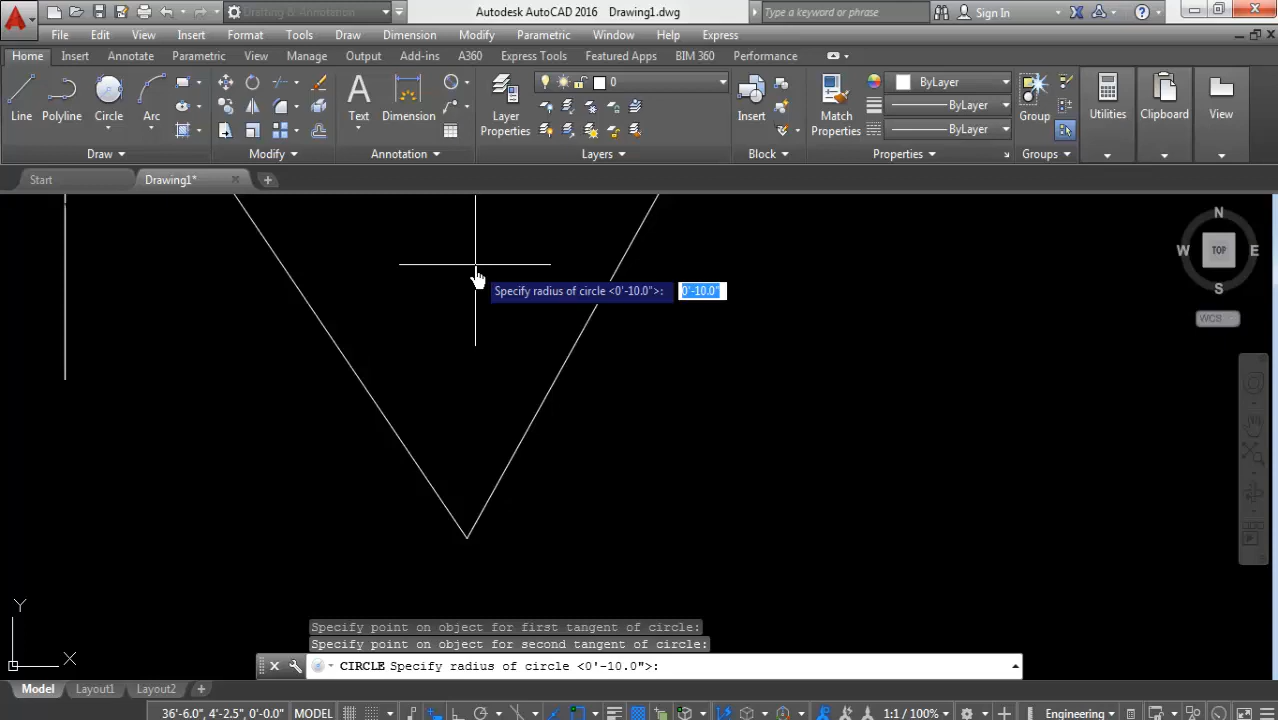 Drafting & Annotation
Autodesk AutoCAD 2016 Drawing1.dwg
Type a keyword or phrase
Sign In
File Edit View Insert Format Tools Draw Dimension Modify Parametric Window Help Express
Home Insert Annotate Parametric View Manage Output Add-ins A360 Express Tools Featured Apps BIM 360 Performance
Line Polyline Circle Arc
Text Dimension
Layer Properties
0
Insert
Match Properties
ByLayer
ByLayer
ByLayer
Group
Utilities
Clipboard
View
Draw Modify Annotation Layers Block Properties Groups
Start Drawing1* +
N
W TOP E
S
WCS
Specify radius of circle <0'-10.0">: 0'-10.0"
Y
X
Specify point on object for first tangent of circle:
Specify point on object for second tangent of circle:
CIRCLE Specify radius of circle <0'-10.0">:
Model Layout1 Layout2 +
36'-6.0", 4'-2.5", 0'-0.0" MODEL 1:1 / 100% Engineering